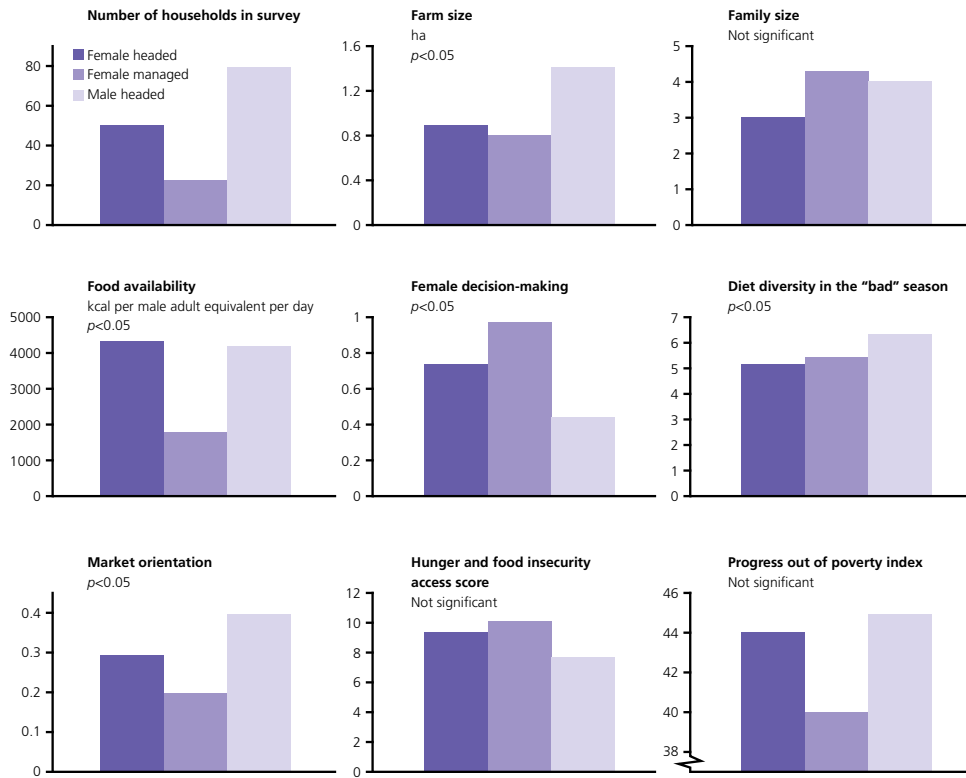 Number of households in survey
80
60
40
20
0
Female headed
Female managed
Male headed
Farm size
ha
p<0.05
1.6
1.2
0.8
0.4
0
Family size
Not significant
5
4
3
2
1
0
Food availability
kcal per male adult equivalent per day
p<0.05
5000
4000
3000
2000
1000
0
Female decision-making
p<0.05
1
0.8
0.6
0.4
0.2
0
Diet diversity in the “bad” season
p<0.05
7
6
5
4
3
2
1
0
Market orientation
p<0.05
0.4
0.3
0.2
0.1
0
Hunger and food insecurity
access score
Not significant
12
10
8
6
4
2
0
Progress out of poverty index
Not significant
46
44
42
40
38